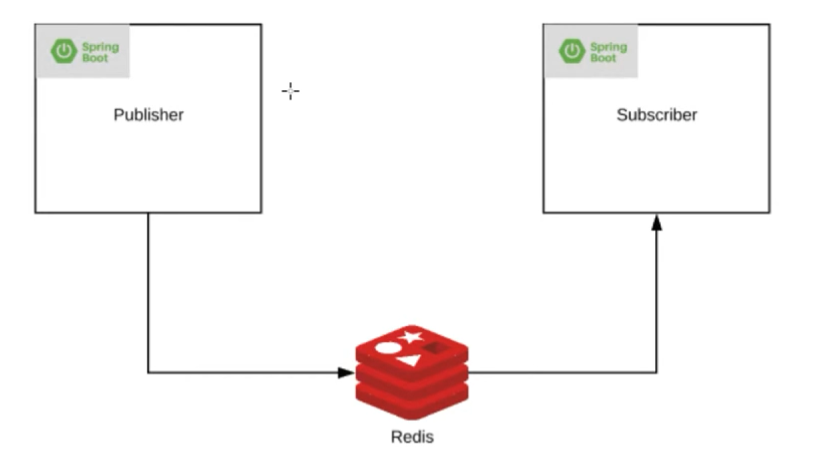 Spring
Boot
Publisher
Spring
Boot
Subscriber
Redis